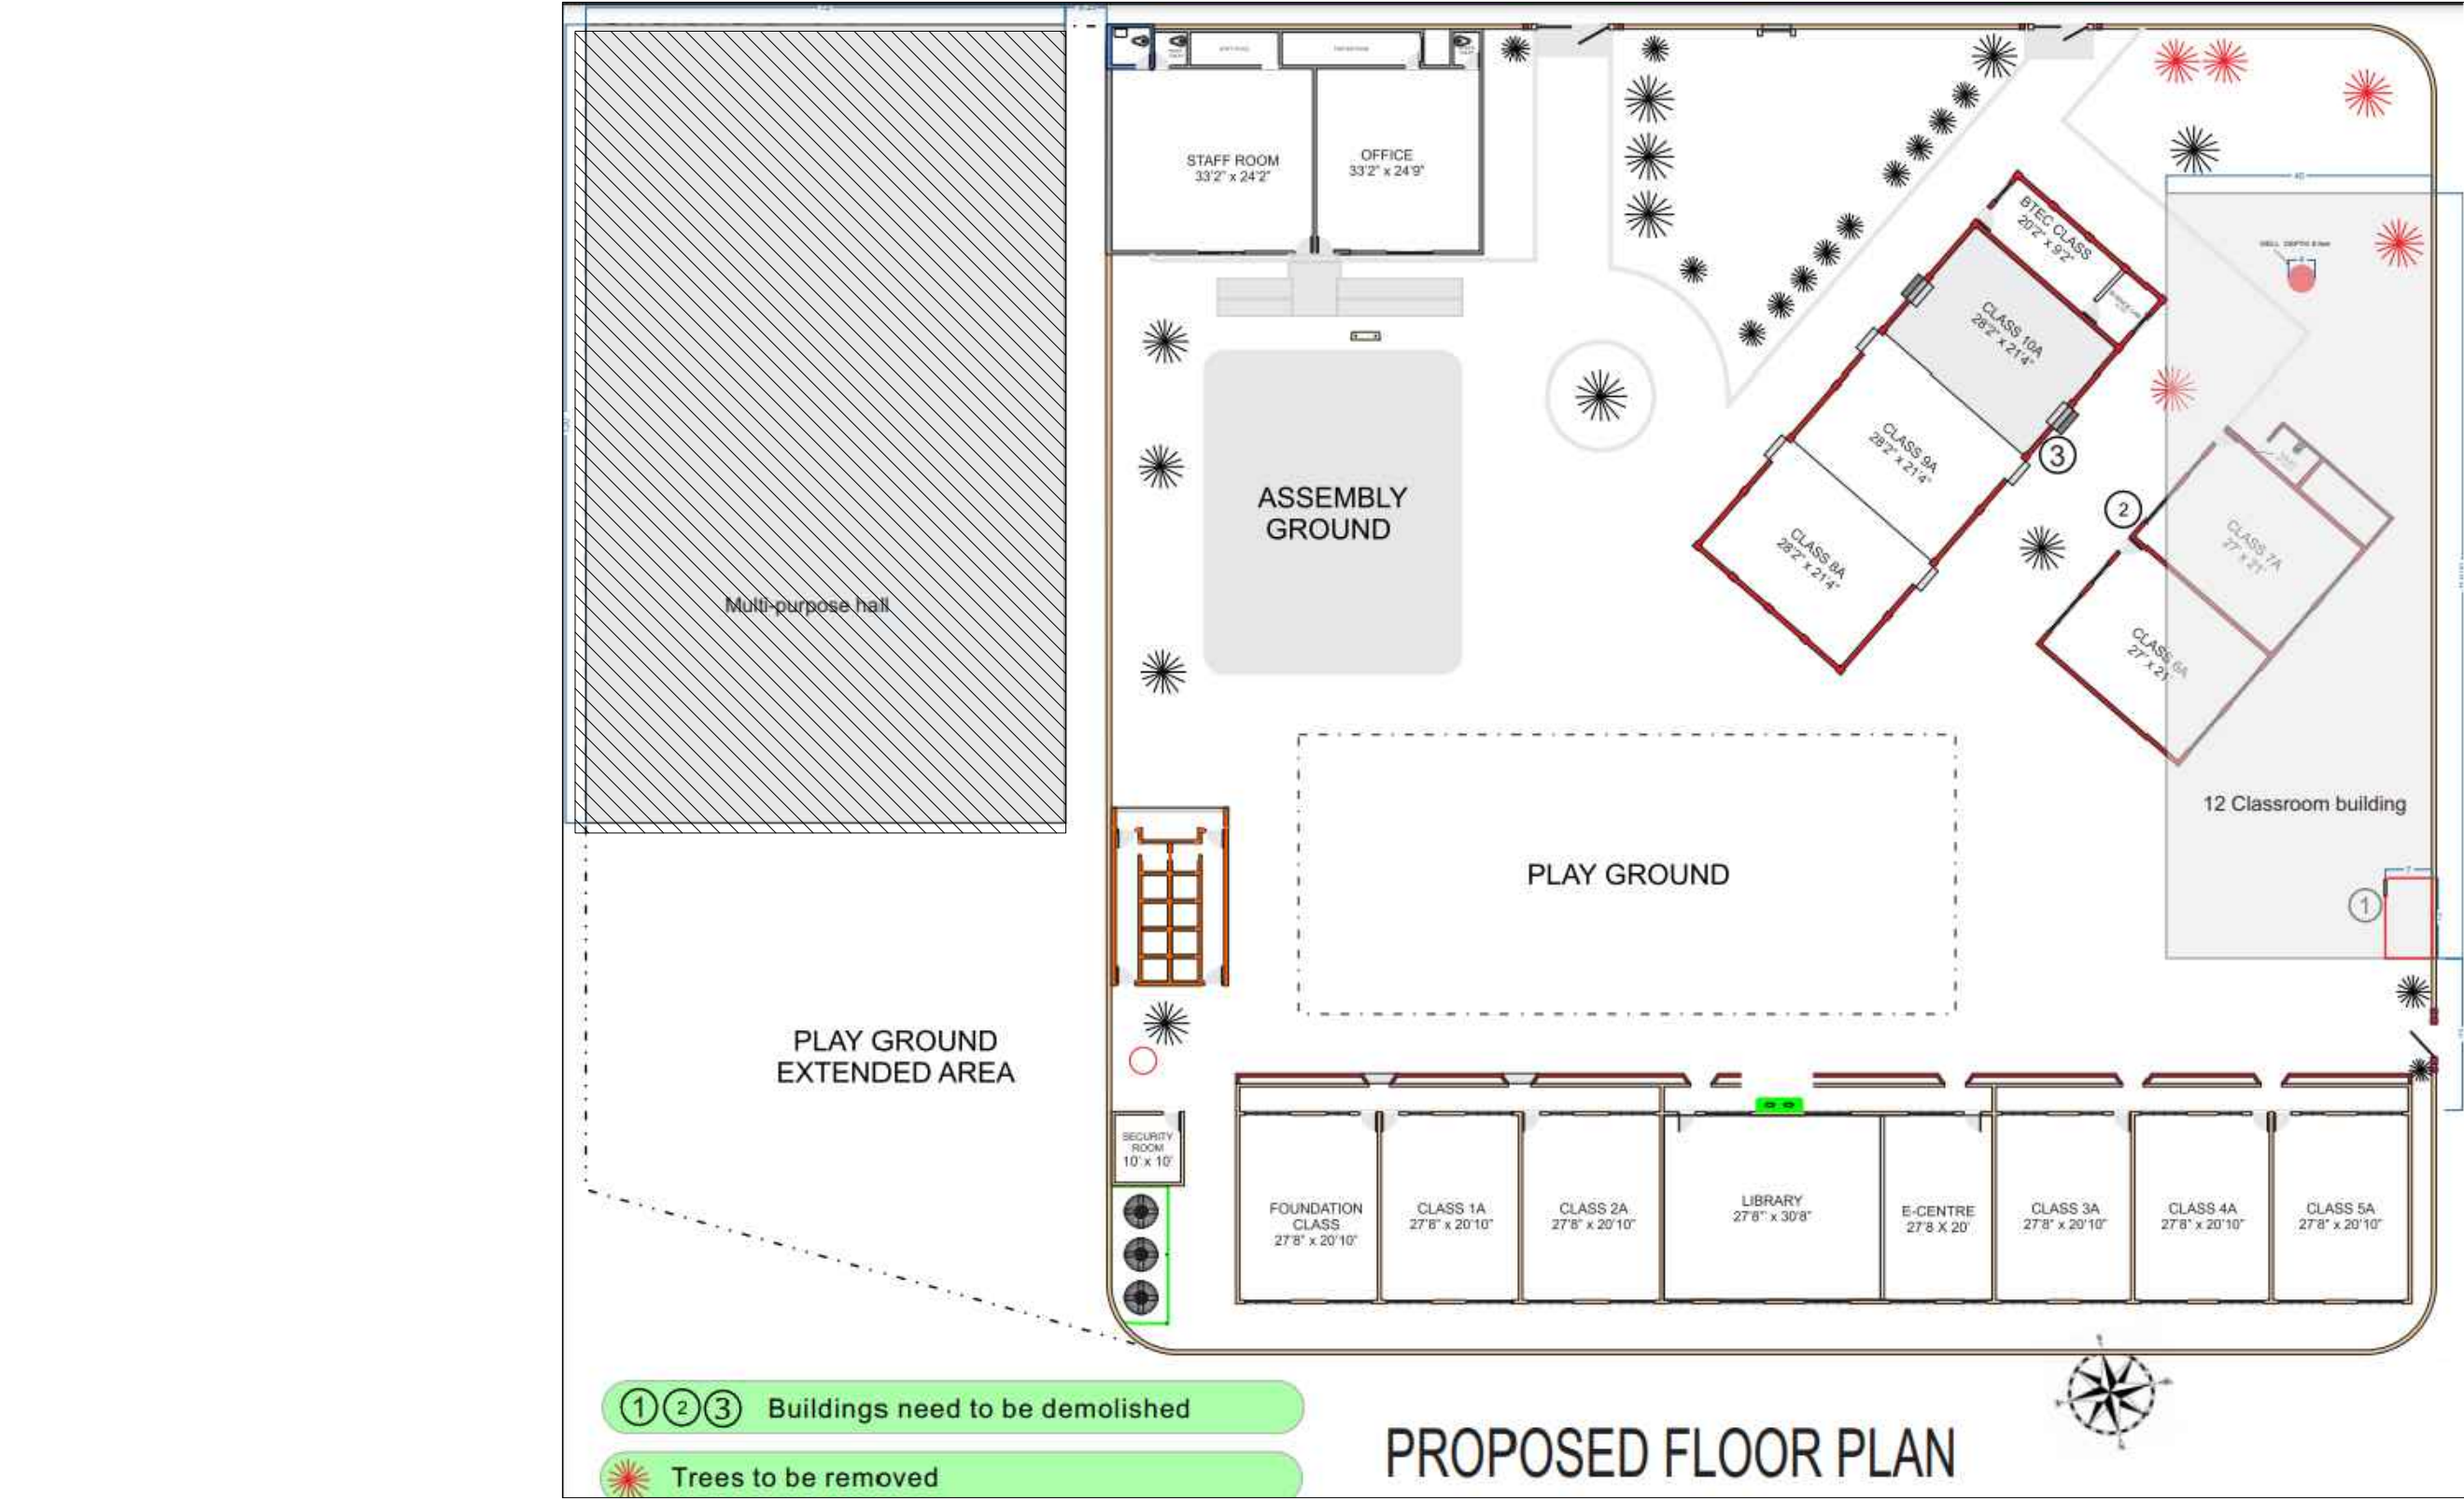 STAFF ROOM
33'2" x 24'2"
OFFICE
33'2" x 24'9"
BTEC CLASS
20'2" x 9'2"
CLASS 10A
28'2" x 21'4"
CLASS 9A
28'2" x 21'4"
CLASS 8A
28'2" x 21'4"
3
2
WELL DEPTH
40
CLASS 7A
27' x 21'
CLASS 6A
27' x 21'
ASSEMBLY
GROUND
Multi-purpose hall
12 Classroom building
7
1
PLAY GROUND
PLAY GROUND
EXTENDED AREA
SECURITY
ROOM
10' x 10'
FOUNDATION
CLASS
27'8" x 20'10"
CLASS 1A
27'8" x 20'10"
CLASS 2A
27'8" x 20'10"
LIBRARY
27'8" x 30'8"
E-CENTRE
27'8 X 20'
CLASS 3A
27'8" x 20'10"
CLASS 4A
27'8" x 20'10"
CLASS 5A
27'8" x 20'10"
1 2 3 Buildings need to be demolished
Trees to be removed
PROPOSED FLOOR PLAN